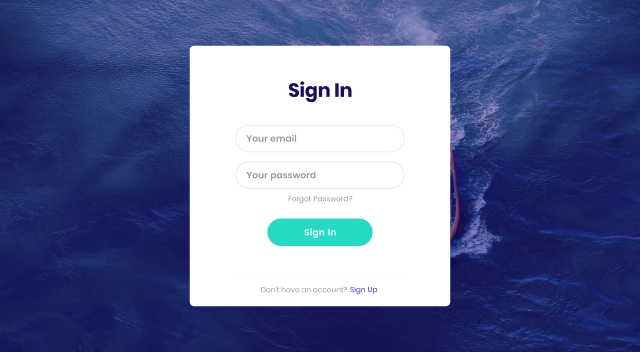 Sign In
Your email
Your password
Forgot Password?
Sign In
Don't have an account? Sign Up